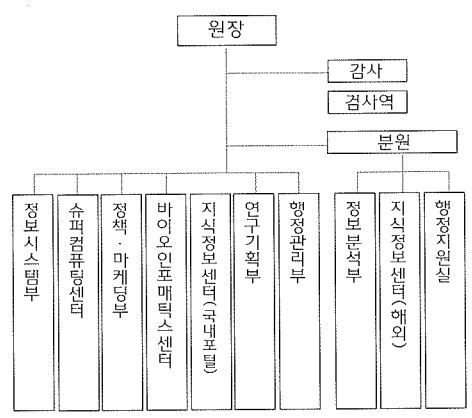 원장
감사
검사역
분원
정보시스템부
슈퍼컴퓨팅센터
정책·마케팅부
바이오인포매틱스센터
지식정보센터(국내포털)
연구기획부
행정관리부
정보분석부
지식정보센터(해외)
행정지원실